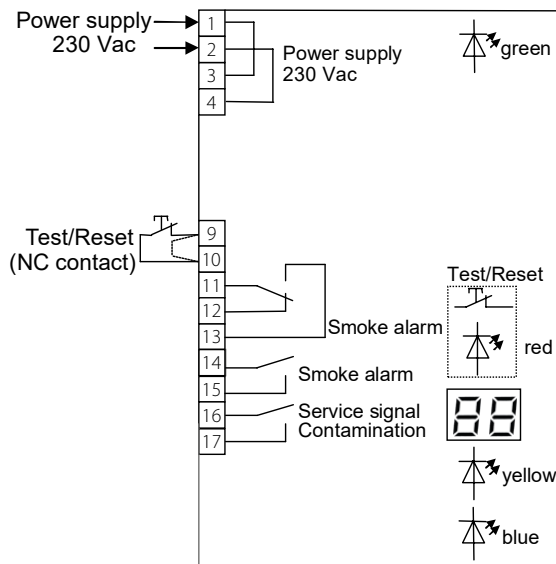 Power supply
230 Vac
1
2
3
4
Power supply
230 Vac
green
Test/Reset
(NC contact)
9
10
11
12
13
14
15
16
17
Smoke alarm
Smoke alarm
Service signal
Contamination
Test/Reset
red
88
yellow
blue